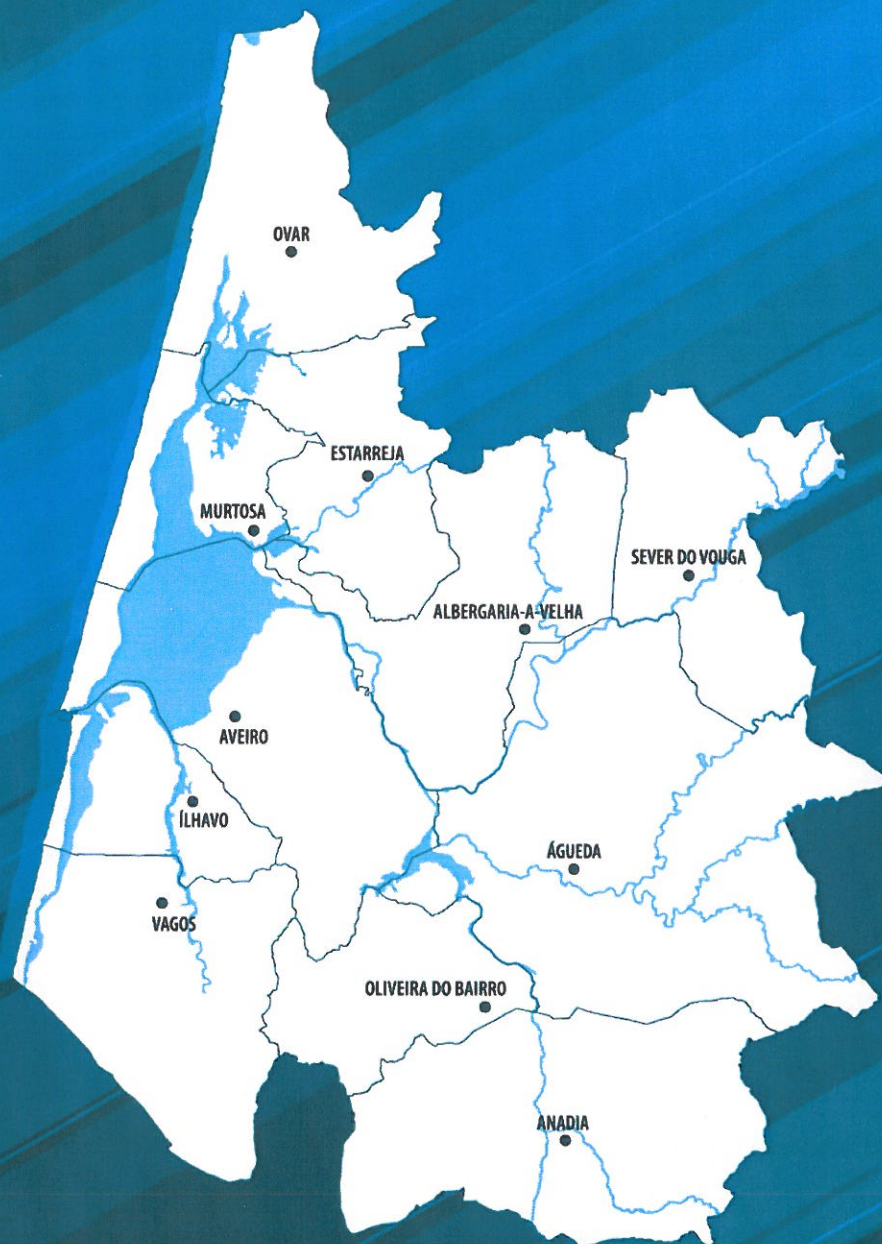 OVAR
ESTARREJA
MURTOSA
SEVER DO VOUGA
ALBERGARIA-A-VELHA
AVEIRO
ÍLHAVO
ÁGUEDA
VAGOS
OLIVEIRA DO BAIRRO
ANADIA